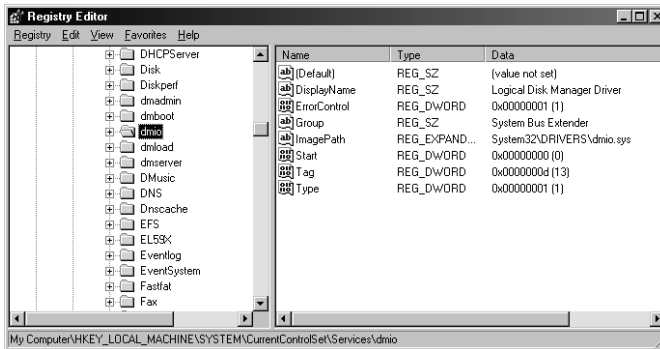 Registry Editor
Registry Edit View Favorites Help
DHCPServer
Disk
Diskperf
dmadmin
dmboot
dmio
dmload
dmserver
DMusic
DNS
Dnscache
EFS
EL59X
Eventlog
EventSystem
Fastfat
Fax
Name Type Data
(Default) REG_SZ (value not set)
DisplayName REG_SZ Logical Disk Manager Driver
ErrorControl REG_DWORD 0x00000001 (1)
Group REG_SZ System Bus Extender
ImagePath REG_EXPAND... System32\DRIVERS\dmio.sys
Start REG_DWORD 0x00000000 (0)
Tag REG_DWORD 0x0000000d (13)
Type REG_DWORD 0x00000001 (1)
My Computer\HKEY_LOCAL_MACHINE\SYSTEM\CurrentControlSet\Services\dmio